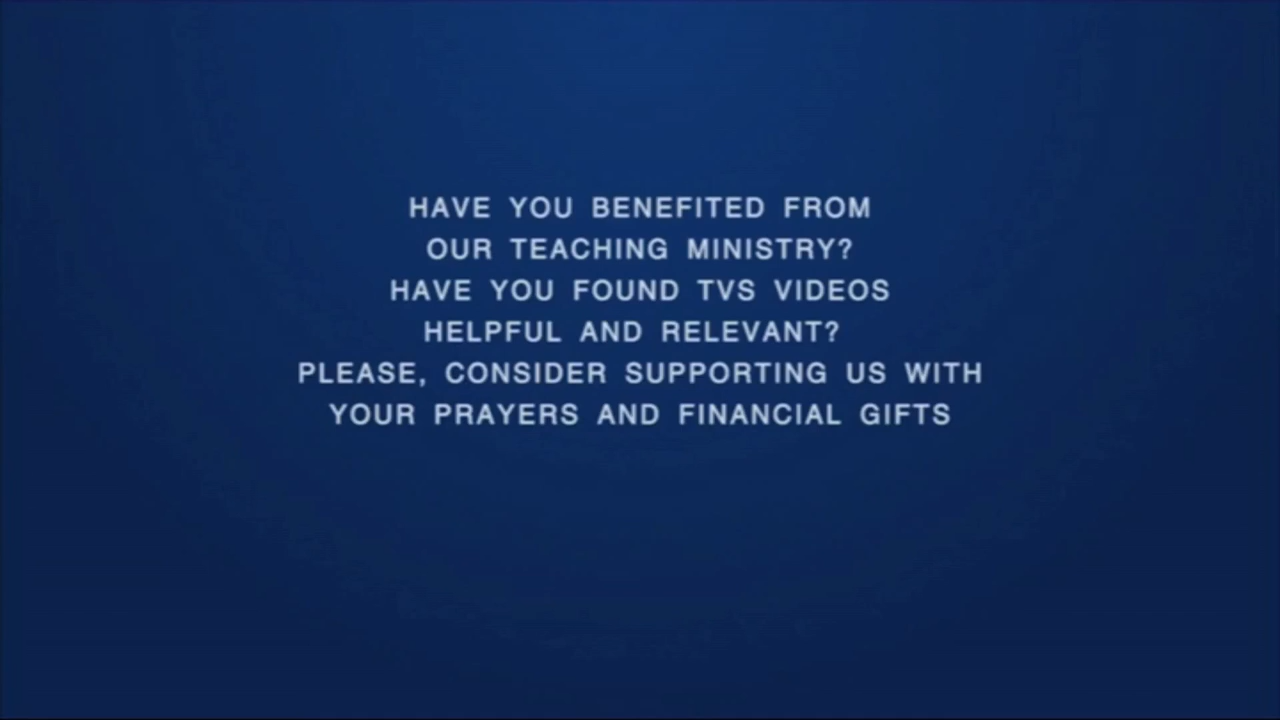 HAVE YOU BENEFITED FROM
OUR TEACHING MINISTRY?
HAVE YOU FOUND TVS VIDEOS
HELPFUL AND RELEVANT?
PLEASE, CONSIDER SUPPORTING US WITH
YOUR PRAYERS AND FINANCIAL GIFTS